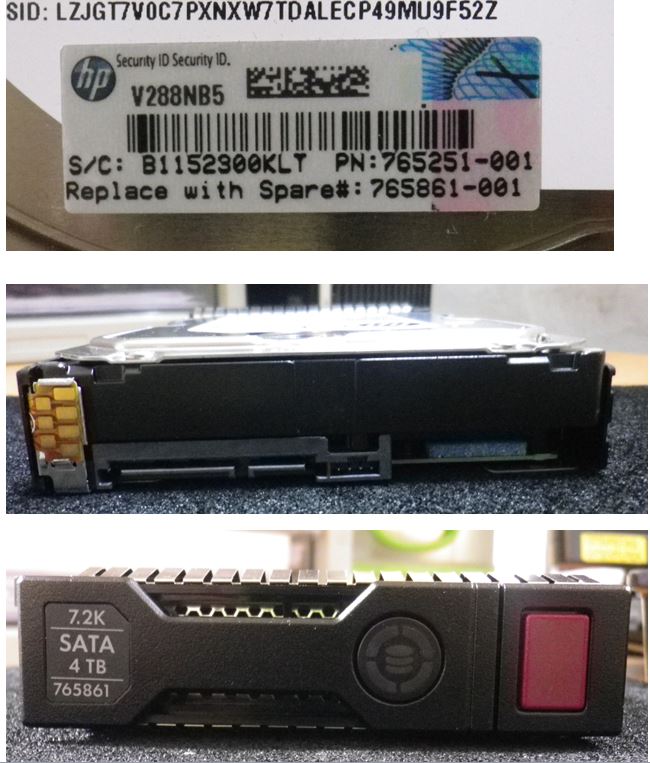 SID: LZJGT7V0C7PXNXW7TDALECP49MU9F52Z
hp
Security ID Security ID.
V288NB5
S/C: B1152300KLT PN:765251-001
Replace with Spare#: 765861-001
7.2K
SATA
4 TB
765861